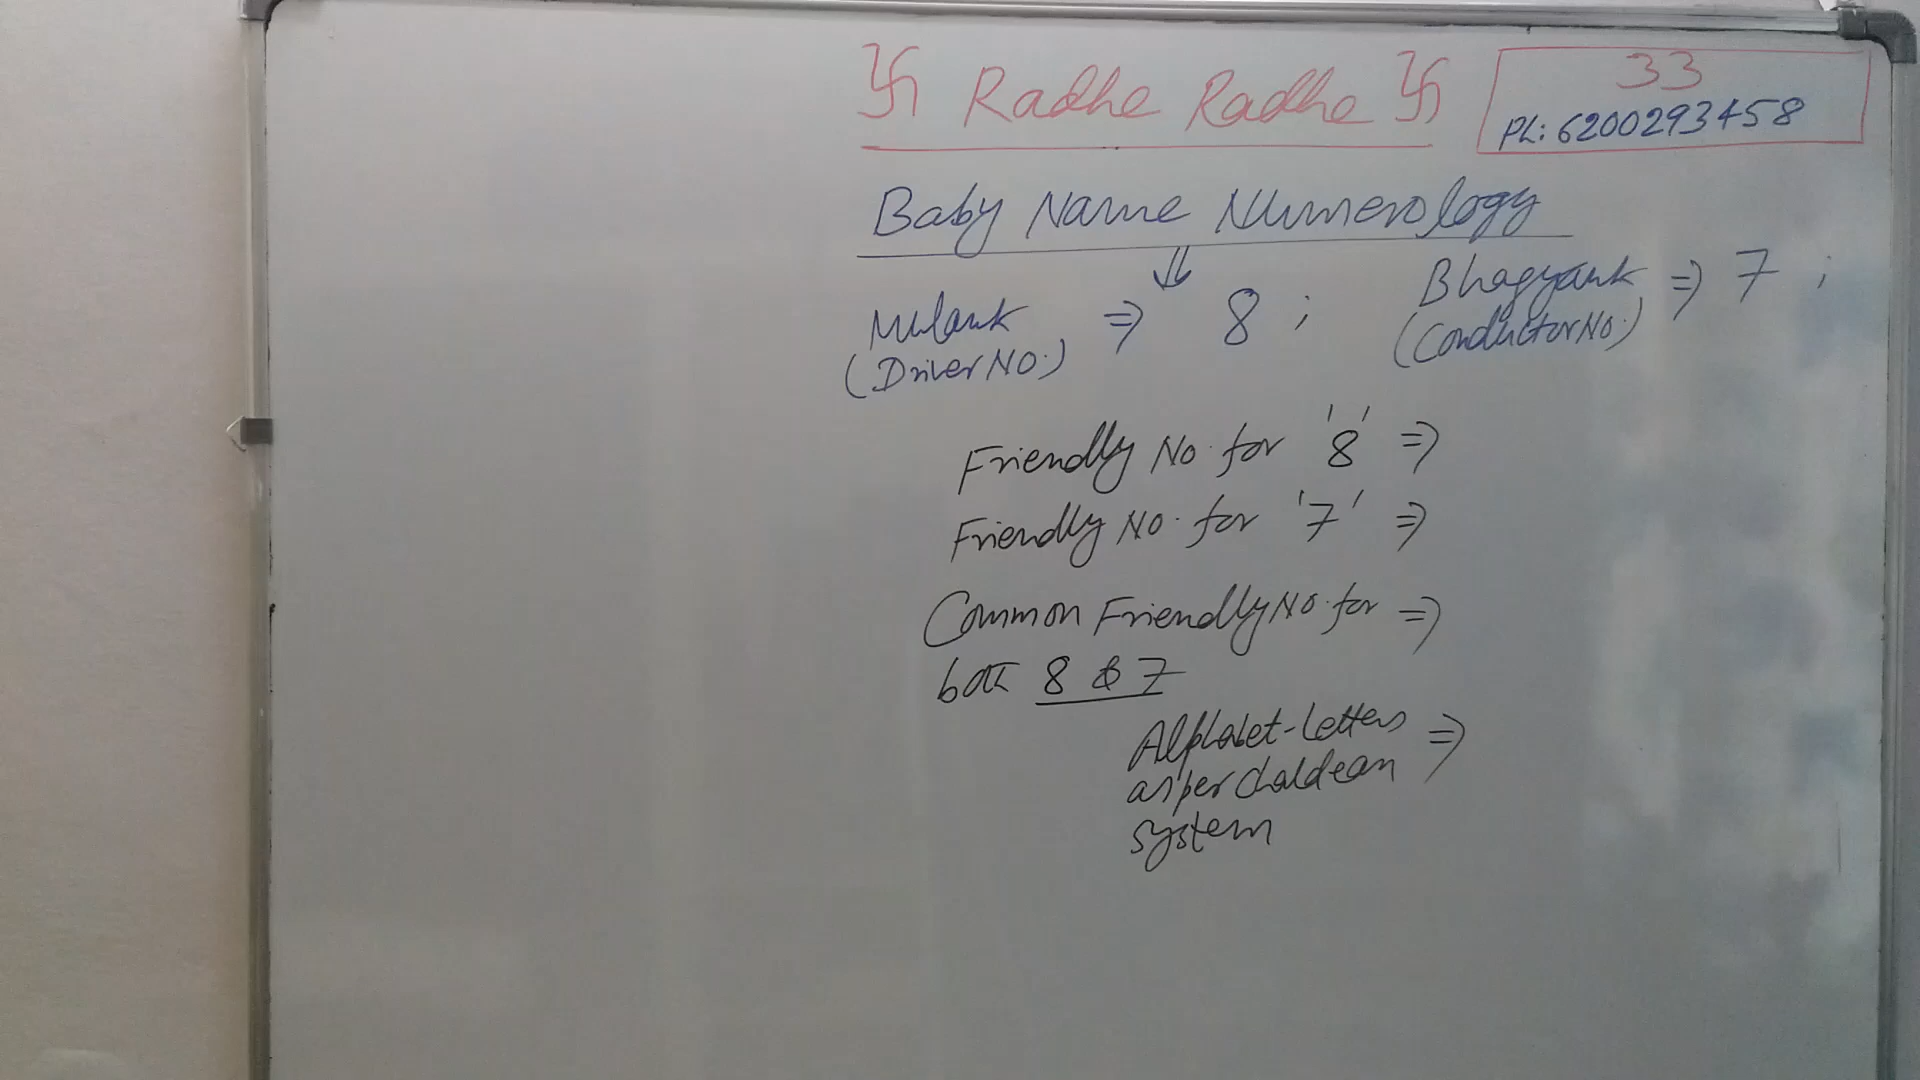 卐 Radhe Radhe 卐
33
PL: 6200293458
Baby Name Numerology
⇓
Mulank ⇒ 8 ;
(Driver No.)
Bhagyank ⇒ 7 ;
(Conductor No.)
Friendly No. for '8' ⇒
Friendly No. for '7' ⇒
Common Friendly No. for ⇒
both 8 & 7
Alphabet-Letters ⇒
as per chaldean
system